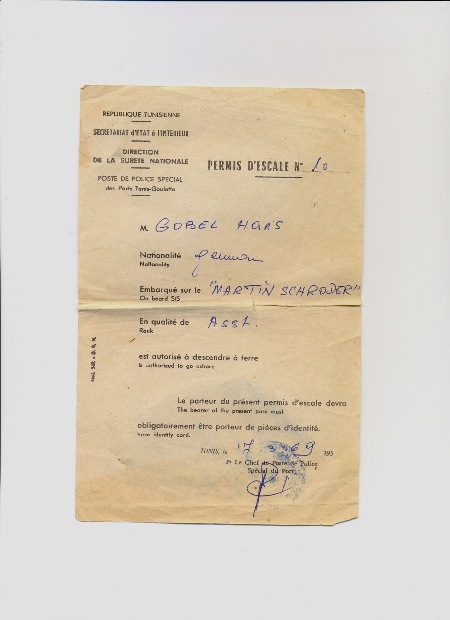 REPUBLIQUE TUNISIENNE
SECRETARIAT d'ETAT à l'INTERIEUR
DIRECTION
DE LA SURETÉ NATIONALE
POSTE DE POLICE SPECIAL
des Ports Tunis-Goulette
PERMIS D'ESCALE N° 10
M. GOBEL HANS
Nationalité german
Nationality
Embarqué sur le "MARTIN SCHRÖDER"
On board S/S
En qualité de Asst.
Rank
est autorisé à descendre à terre
is authorized to go ashore
Le porteur du présent permis d'escale devra
The bearer of the present pass must
obligatoirement être porteur de pièces d'identité.
have identity card.
TUNIS, le 17 69 195
Pr Le Chef du Poste de Police
Spécial du Port